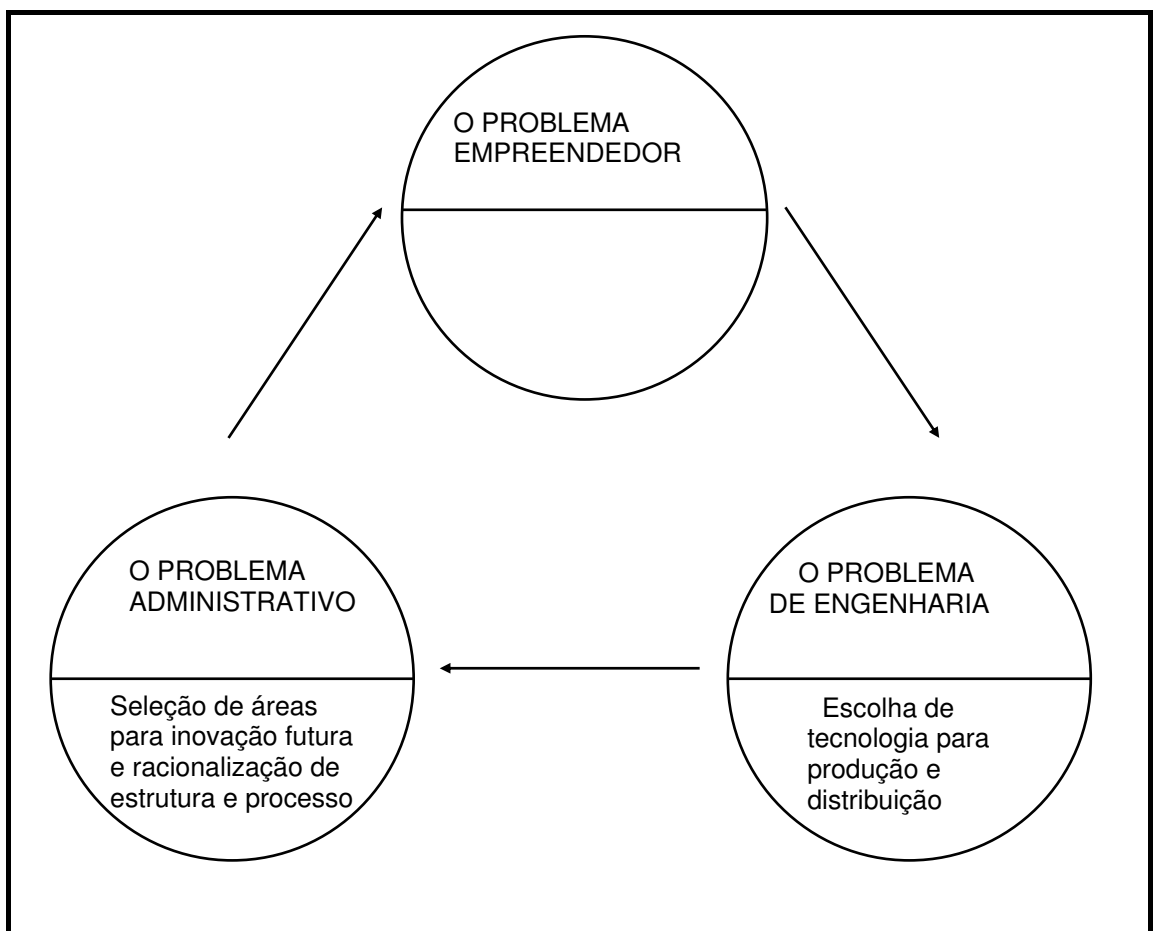 O PROBLEMA
EMPREENDEDOR
O PROBLEMA
ADMINISTRATIVO
Seleção de áreas
para inovação futura
e racionalização de
estrutura e processo
O PROBLEMA
DE ENGENHARIA
Escolha de
tecnologia para
produção e
distribuição